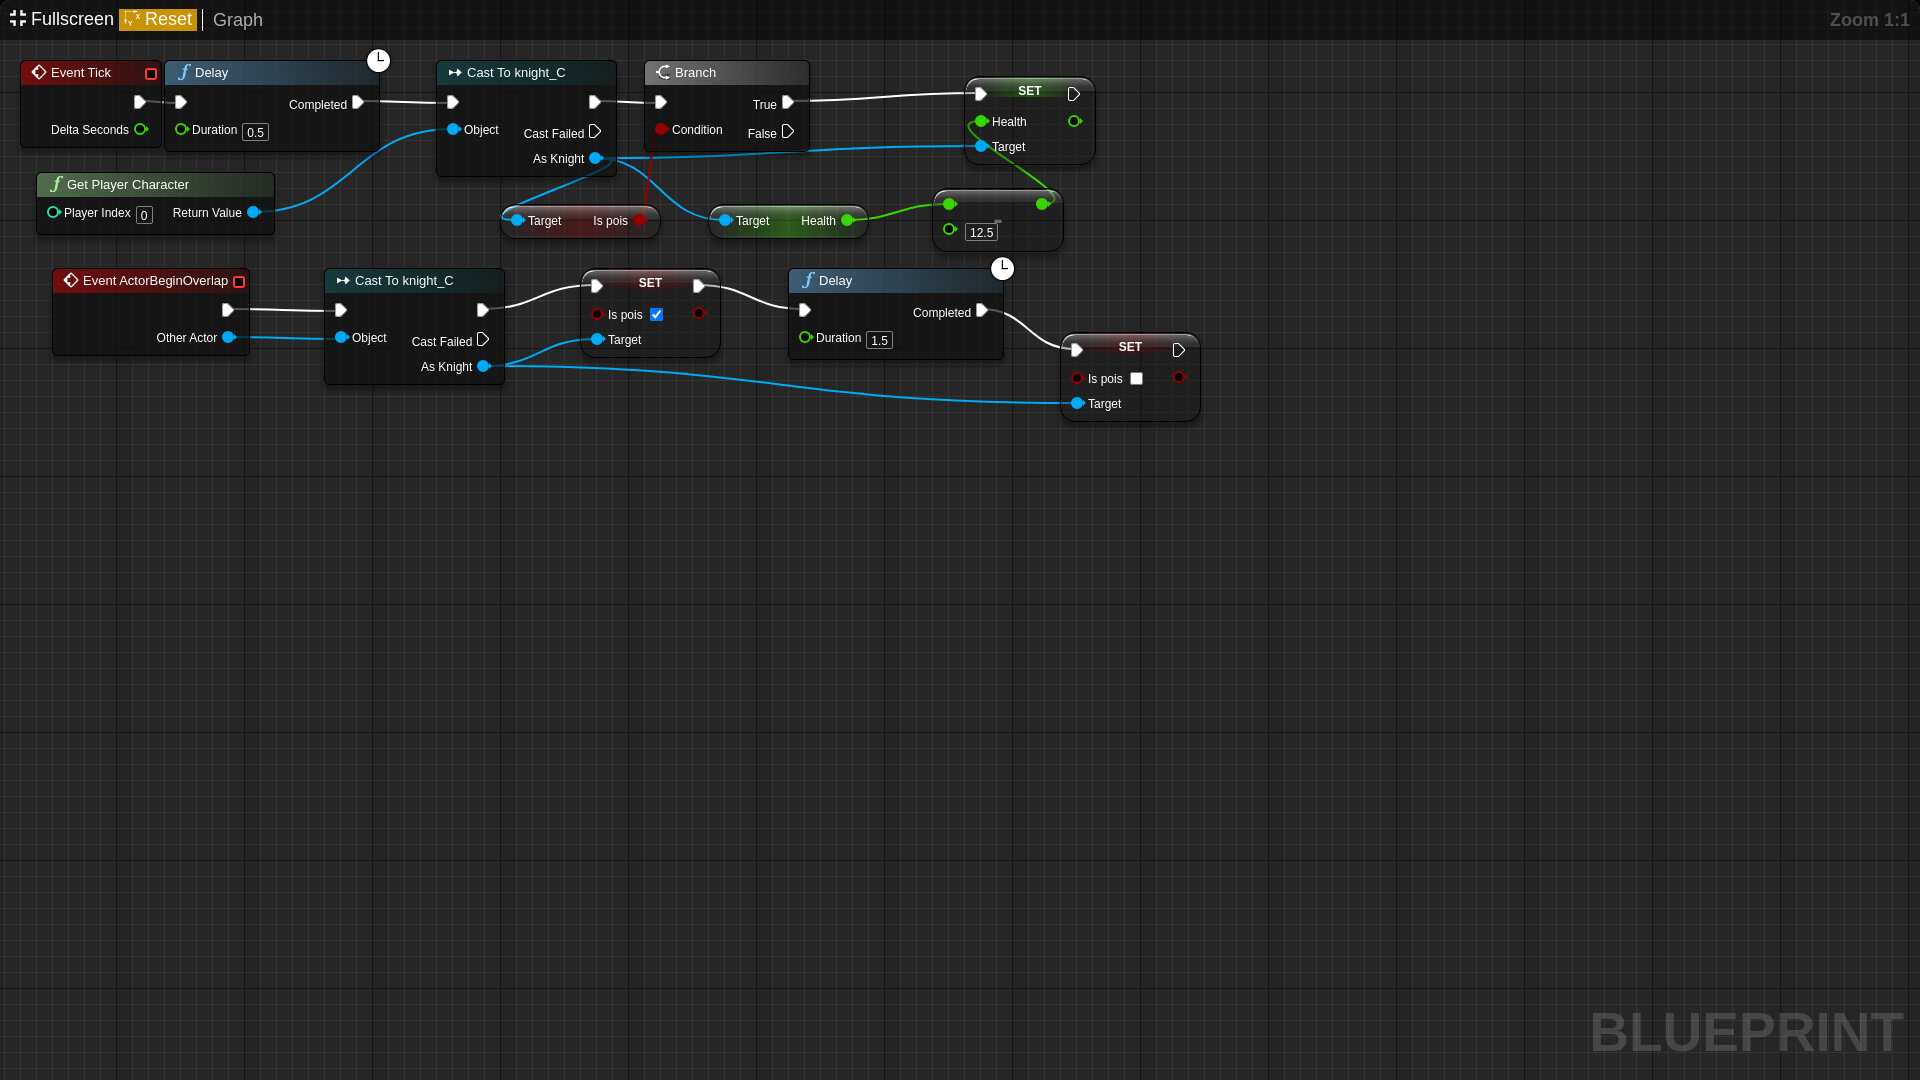 Fullscreen Reset Graph Zoom 1:1
Event Tick
Delta Seconds
Delay
Completed
Duration 0.5
Cast To knight_C
Object
Cast Failed
As Knight
Branch
True
Condition
False
SET
Health
Target
Get Player Character
Player Index 0 Return Value
Target Is pois
Target Health
-
12.5
Event ActorBeginOverlap
Other Actor
Cast To knight_C
Object
Cast Failed
As Knight
SET
Is pois
Target
Delay
Completed
Duration 1.5
SET
Is pois
Target
BLUEPRINT